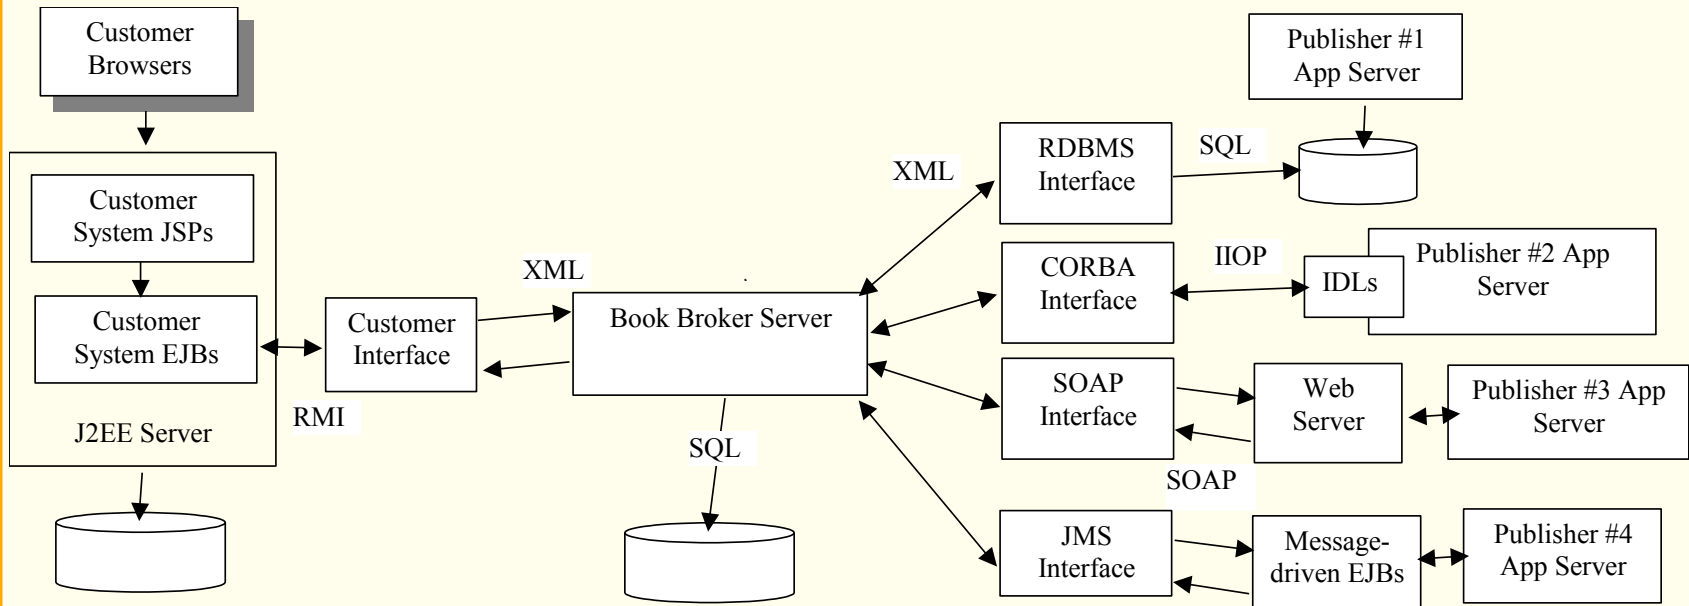 Customer
Browsers
Customer
System JSPs
Customer
System EJBs
J2EE Server
RMI
Customer
Interface
XML
Book Broker Server
SQL
XML
RDBMS
Interface
SQL
Publisher #1
App Server
CORBA
Interface
IIOP
IDLs
Publisher #2 App
Server
SOAP
Interface
Web
Server
Publisher #3 App
Server
SOAP
JMS
Interface
Message-
driven EJBs
Publisher #4
App Server